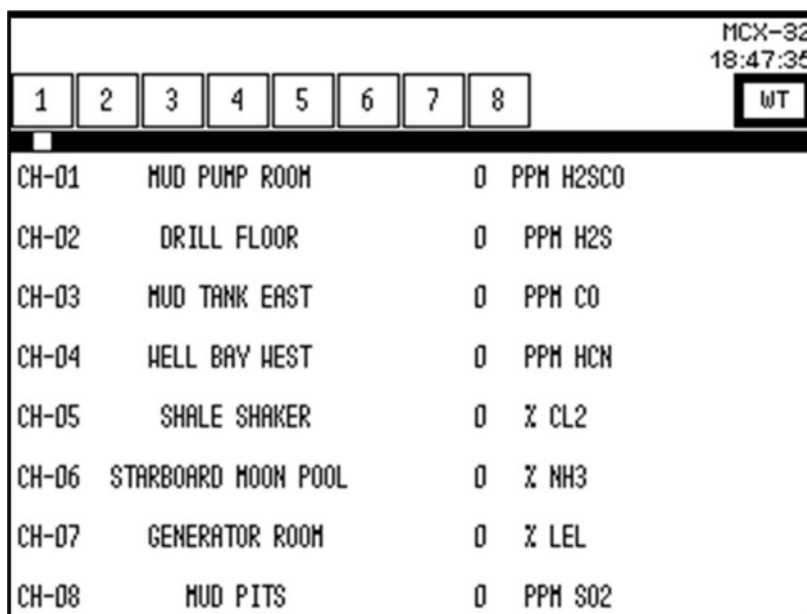 MCX-32
18:47:35
1 2 3 4 5 6 7 8 WT
CH-01 MUD PUMP ROOM 0 PPM H2SCO
CH-02 DRILL FLOOR 0 PPM H2S
CH-03 MUD TANK EAST 0 PPM CO
CH-04 WELL BAY WEST 0 PPM HCN
CH-05 SHALE SHAKER 0 % CL2
CH-06 STARBOARD MOON POOL 0 % NH3
CH-07 GENERATOR ROOM 0 % LEL
CH-08 MUD PITS 0 PPM SO2